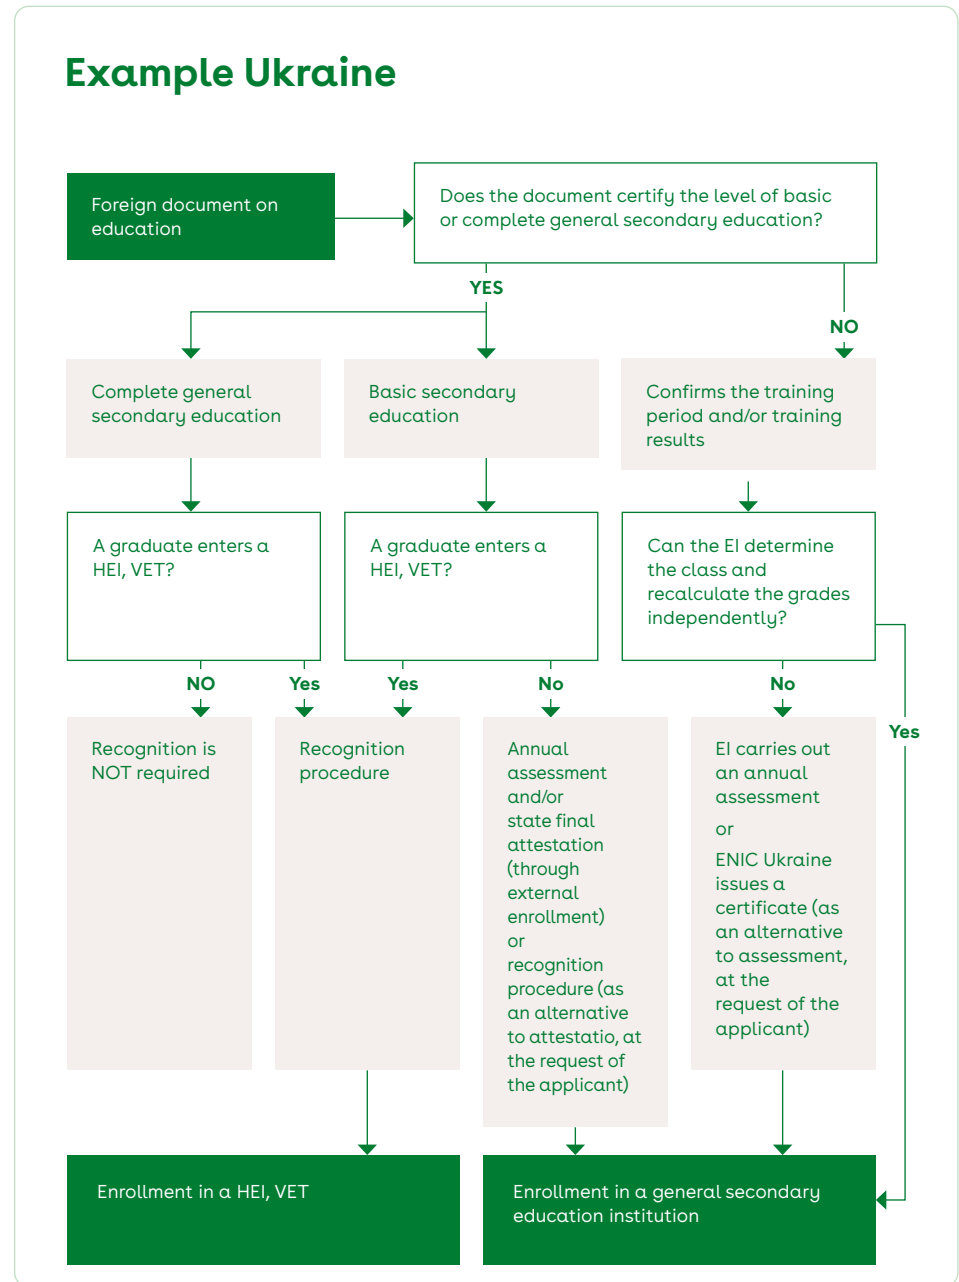 Example Ukraine
Foreign document on
education
Does the document certify the level of basic
or complete general secondary education?
YES
NO
Complete general
secondary education
Basic secondary
education
Confirms the training
period and/or training
results
A graduate enters a
HEI, VET?
A graduate enters a
HEI, VET?
Can the EI determine
the class and
recalculate the grades
independently?
NO
Yes
Yes
No
No
Yes
Recognition is
NOT required
Recognition
procedure
Annual
assessment
and/or
state final
attestation
(through
external
enrollment)
or
recognition
procedure (as
an alternative
to attestatio, at
the request of
the applicant)
EI carries out
an annual
assessment
or
ENIC Ukraine
issues a
certificate (as
an alternative
to assessment,
at the
request of the
applicant)
Enrollment in a HEI, VET
Enrollment in a general secondary
education institution